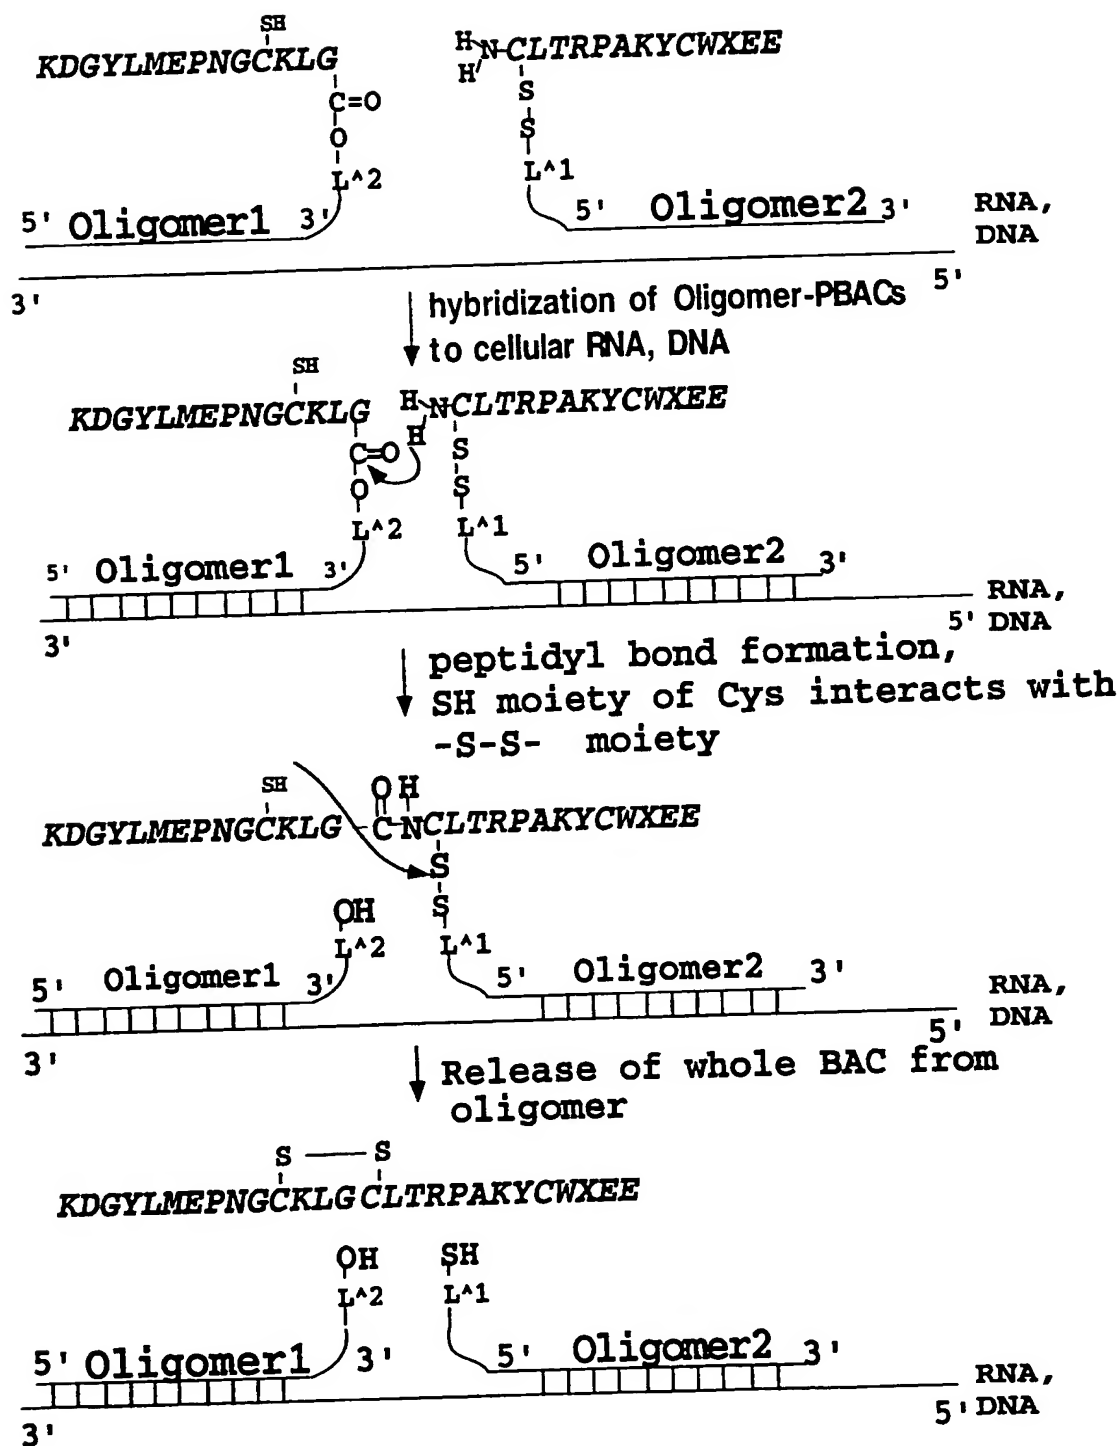 SH
KDGYLMEPNGCKLG
H
H
N-CLTRPAKYCWXEE
C=O
O
L^2
S
S
L^1
5' Oligomer1 3'
5' Oligomer2 3'
RNA,
DNA
3'
5'
hybridization of Oligomer-PBACs
to cellular RNA, DNA
SH
KDGYLMEPNGCKLG
H
H
NCLTRPAKYCWXEE
C=O
O
L^2
S
S
L^1
5' Oligomer1 3'
5' Oligomer2 3'
RNA,
DNA
3'
5'
peptidyl bond formation,
SH moiety of Cys interacts with
-S-S- moiety
SH
O H
KDGYLMEPNGCKLG -C-NCLTRPAKYCWXEE
S
S
OH
L^2
L^1
5' Oligomer1 3'
5' Oligomer2 3'
RNA,
DNA
3'
5'
Release of whole BAC from
oligomer
S — S
KDGYLMEPNGCKLGCLTRPAKYCWXEE
OH
SH
L^2
L^1
5' Oligomer1 3'
5' Oligomer2 3'
RNA,
DNA
3'
5'